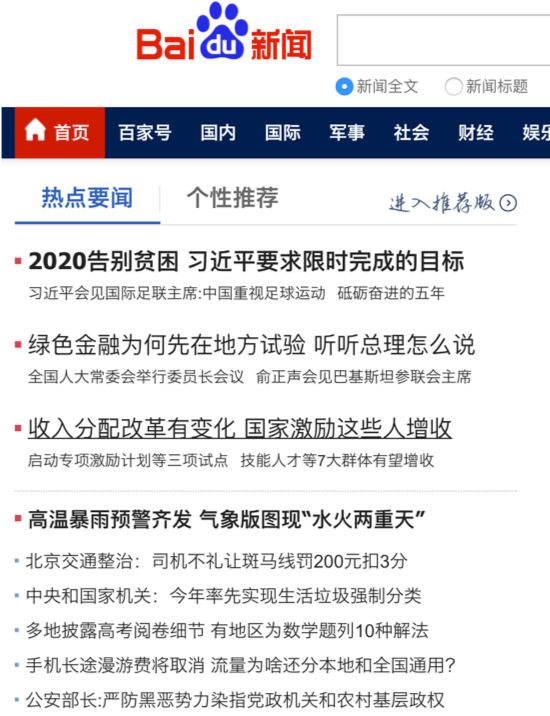 Bai du 新闻
新闻全文 新闻标题
首页 百家号 国内 国际 军事 社会 财经 娱乐
热点要闻 个性推荐 进入推荐版
2020告别贫困 习近平要求限时完成的目标
习近平会见国际足联主席:中国重视足球运动 砥砺奋进的五年
绿色金融为何先在地方试验 听听总理怎么说
全国人大常委会举行委员长会议 俞正声会见巴基斯坦参联会主席
收入分配改革有变化 国家激励这些人增收
启动专项激励计划等三项试点 技能人才等7大群体有望增收
高温暴雨预警齐发 气象版图现“水火两重天”
北京交通整治：司机不礼让斑马线罚200元扣3分
中央和国家机关：今年率先实现生活垃圾强制分类
多地披露高考阅卷细节 有地区为数学题列10种解法
手机长途漫游费将取消 流量为啥还分本地和全国通用?
公安部长:严防黑恶势力染指党政机关和农村基层政权